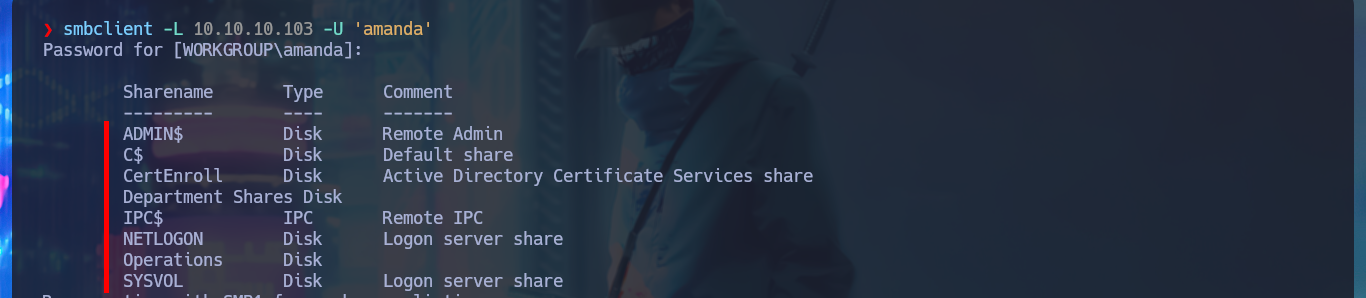 ❯ smbclient -L 10.10.10.103 -U 'amanda'
Password for [WORKGROUP\amanda]:
Sharename Type Comment
--------- ---- -------
ADMIN$ Disk Remote Admin
C$ Disk Default share
CertEnroll Disk Active Directory Certificate Services share
Department Shares Disk
IPC$ IPC Remote IPC
NETLOGON Disk Logon server share
Operations Disk
SYSVOL Disk Logon server share